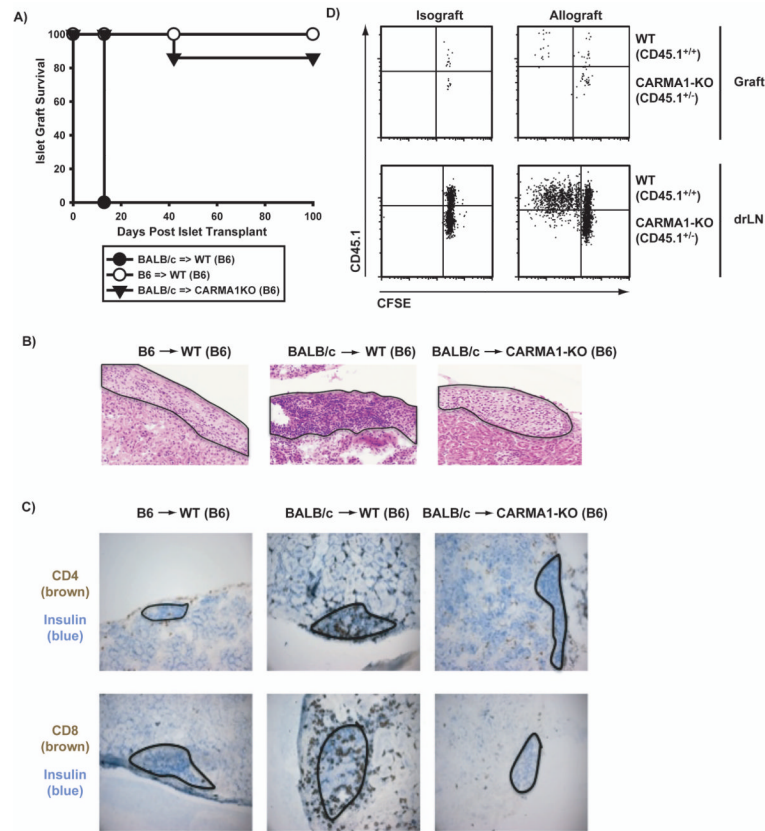 A)
Islet Graft Survival
100
80
60
40
20
0
0 20 40 60 80 100
Days Post Islet Transplant
BALB/c => WT (B6)
B6 => WT (B6)
BALB/c => CARMA1KO (B6)
D)
Isograft Allograft
WT
(CD45.1+/+)
CARMA1-KO
(CD45.1+/-)
Graft
WT
(CD45.1+/+)
CARMA1-KO
(CD45.1+/-)
drLN
CD45.1
CFSE
B)
B6 → WT (B6) BALB/c → WT (B6) BALB/c → CARMA1-KO (B6)
C)
B6 → WT (B6) BALB/c → WT (B6) BALB/c → CARMA1-KO (B6)
CD4
(brown)
Insulin
(blue)
CD8
(brown)
Insulin
(blue)